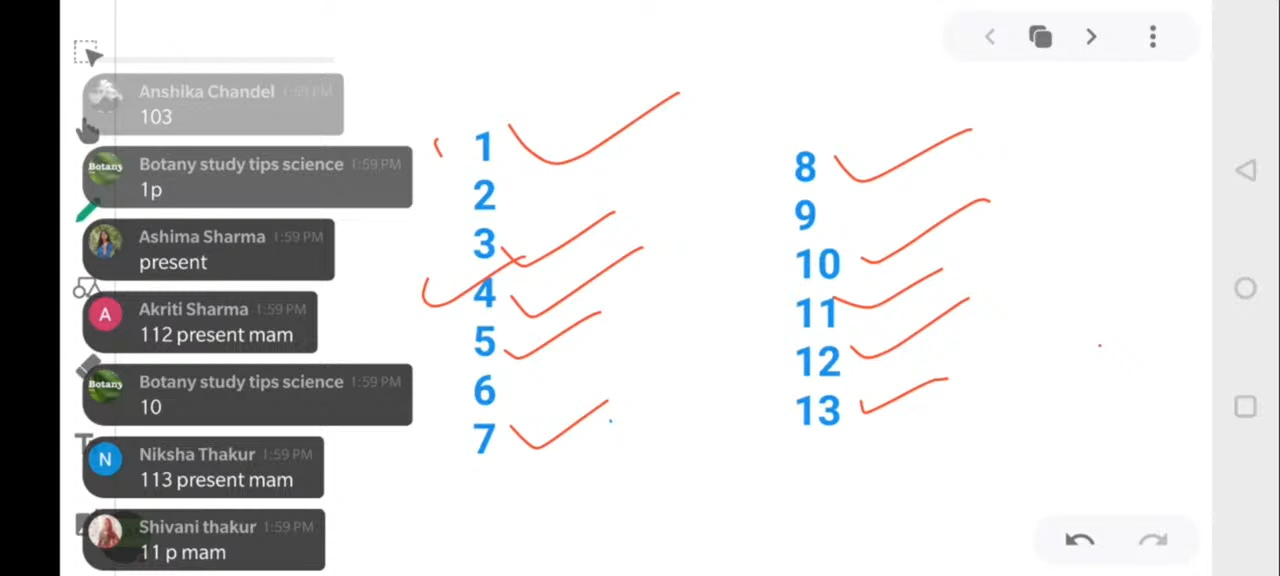 Anshika Chandel 1:59 PM
103
Botany study tips science 1:59 PM
1p
Ashima Sharma 1:59 PM
present
Akriti Sharma 1:59 PM
112 present mam
Botany study tips science 1:59 PM
10
Niksha Thakur 1:59 PM
113 present mam
Shivani thakur 1:59 PM
11 p mam
1
2
3
4
5
6
7
8
9
10
11
12
13